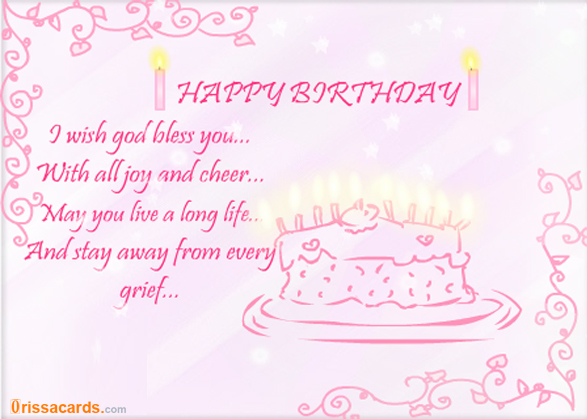 HAPPY BIRTHDAY
I wish god bless you...
With all joy and cheer...
May you live a long life...
And stay away from every
grief...
Orissacards.com